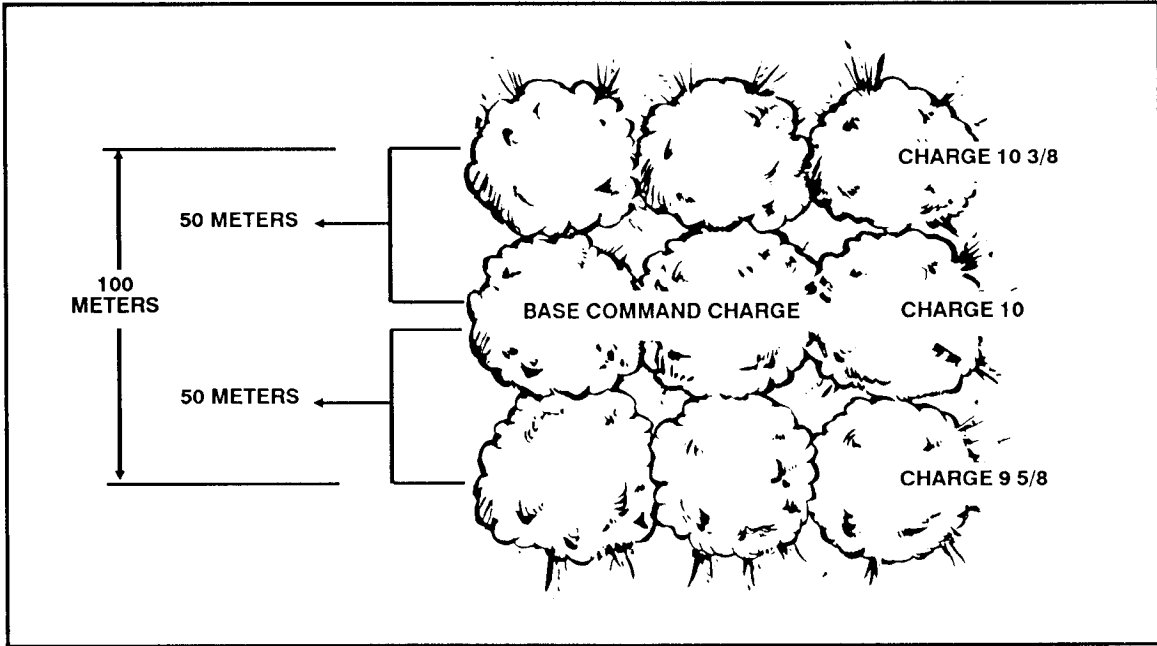 CHARGE 10 3/8
50 METERS
100
METERS
BASE COMMAND CHARGE
CHARGE 10
50 METERS
CHARGE 9 5/8